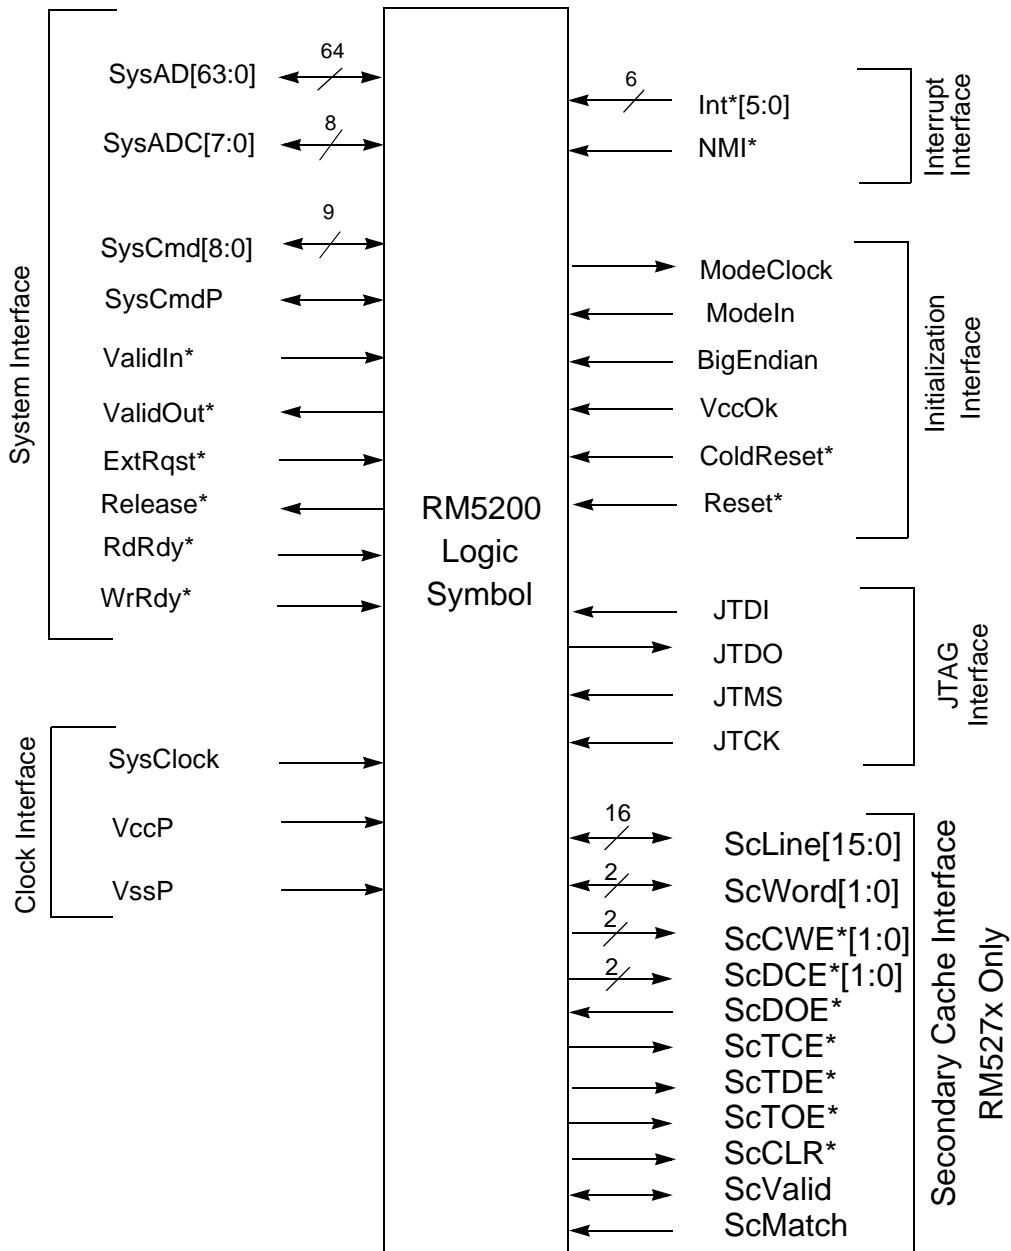 System Interface
SysAD[63:0]
64
SysADC[7:0]
8
SysCmd[8:0]
9
SysCmdP
ValidIn*
ValidOut*
ExtRqst*
Release*
RdRdy*
WrRdy*
Clock Interface
SysClock
VccP
VssP
RM5200
Logic
Symbol
6
Int*[5:0]
NMI*
Interrupt
Interface
ModeClock
ModeIn
BigEndian
VccOk
ColdReset*
Reset*
Initialization
Interface
JTDI
JTDO
JTMS
JTCK
JTAG
Interface
16
ScLine[15:0]
2
ScWord[1:0]
2
ScCWE*[1:0]
2
ScDCE*[1:0]
ScDOE*
ScTCE*
ScTDE*
ScTOE*
ScCLR*
ScValid
ScMatch
Secondary Cache Interface
RM527x Only